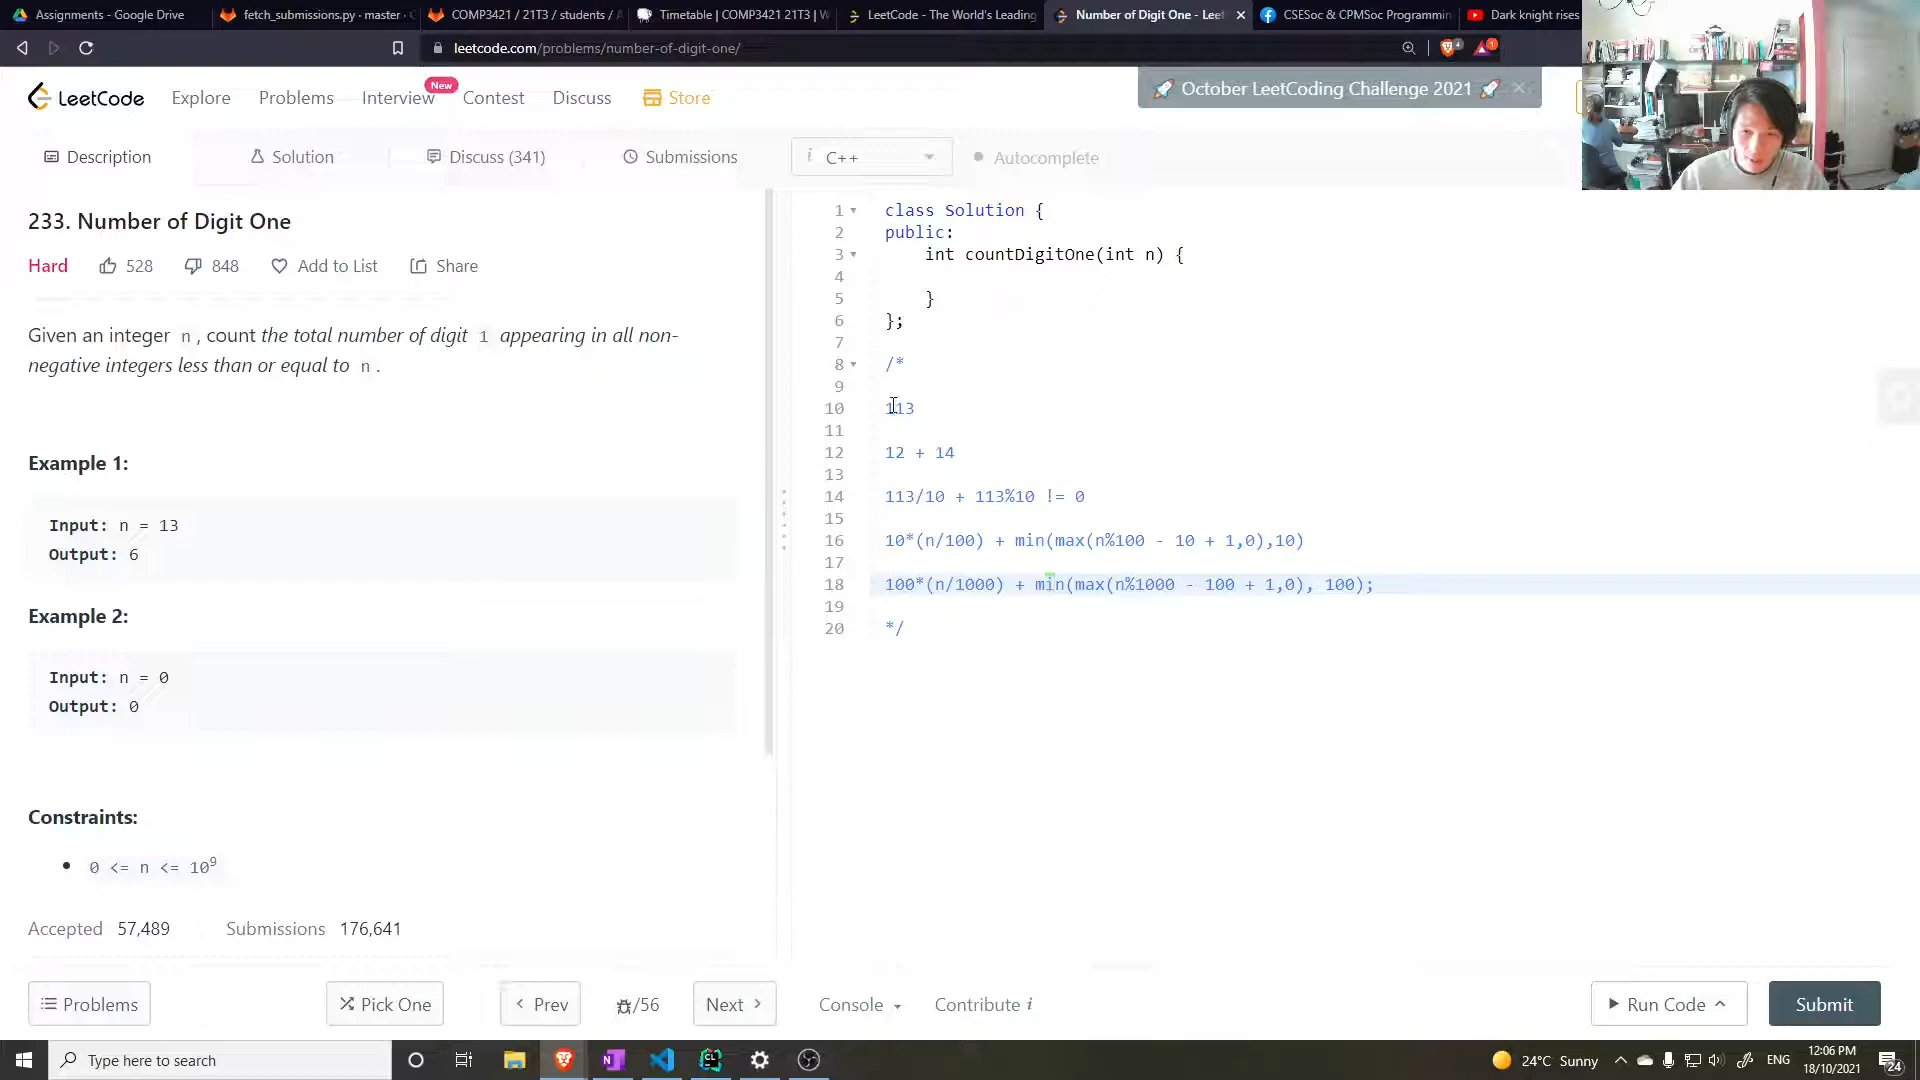 Assignments - Google Drive
fetch_submissions.py · master ·
COMP3421 / 21T3 / students /
Timetable | COMP3421 21T3 |
LeetCode - The World's Leading
Number of Digit One - Leet
CSESoc & CPMSoc Programmin
Dark knight rises
leetcode.com/problems/number-of-digit-one/
4
1
LeetCode
Explore
Problems
Interview
New
Contest
Discuss
Store
October LeetCoding Challenge 2021
Description
Solution
Discuss (341)
Submissions
i C++
Autocomplete
233. Number of Digit One
Hard
528
848
Add to List
Share
Given an integer n , count the total number of digit 1 appearing in all non-
negative integers less than or equal to n .
Example 1:
Input: n = 13
Output: 6
Example 2:
Input: n = 0
Output: 0
Constraints:
0 <= n <= 10⁹
Accepted 57,489 Submissions 176,641
1 class Solution {
2 public:
3 int countDigitOne(int n) {
4
5 }
6 };
7
8 /*
9
10 113
11
12 12 + 14
13
14 113/10 + 113%10 != 0
15
16 10*(n/100) + min(max(n%100 - 10 + 1,0),10)
17
18 100*(n/1000) + min(max(n%1000 - 100 + 1,0), 100);
19
20 */
Problems
Pick One
Prev
/56
Next
Console
Contribute i
Run Code
Submit
Type here to search
24°C Sunny
ENG
12:06 PM
18/10/2021
24